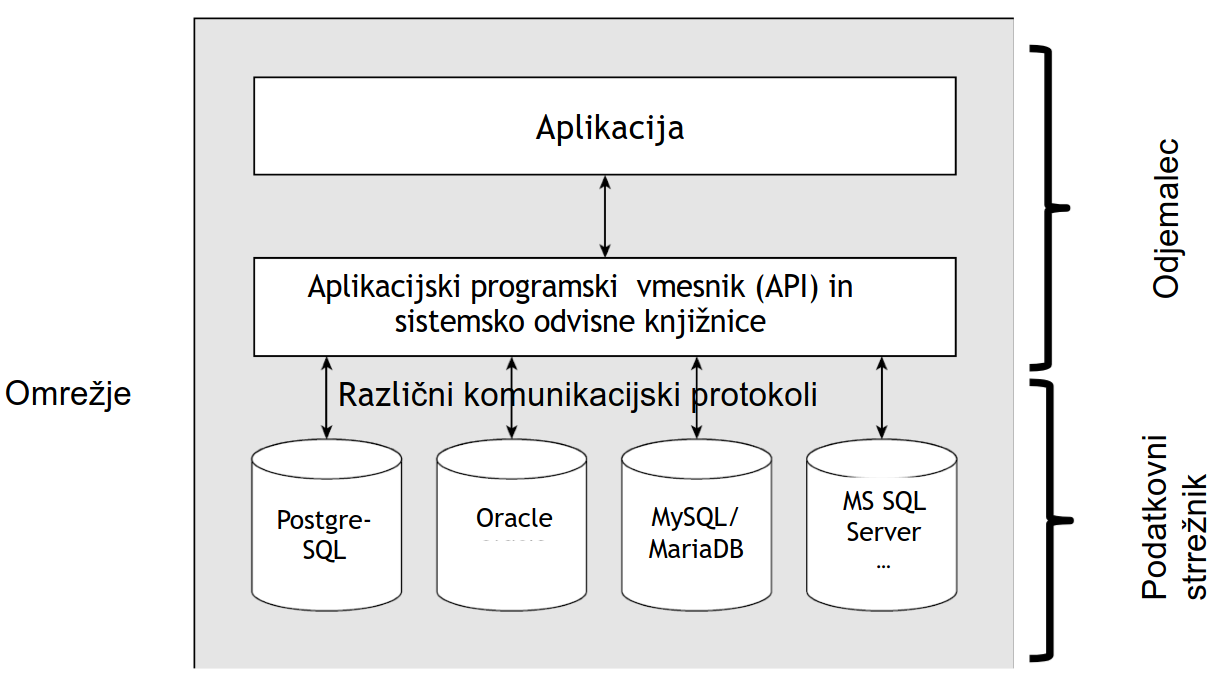 Aplikacija
Aplikacijski programski vmesnik (API) in
sistemsko odvisne knjižnice
Odjemalec
Omrežje
Različni komunikacijski protokoli
Postgre-
SQL
Oracle
MySQL/
MariaDB
MS SQL
Server
...
Podatkovni
strrežnik